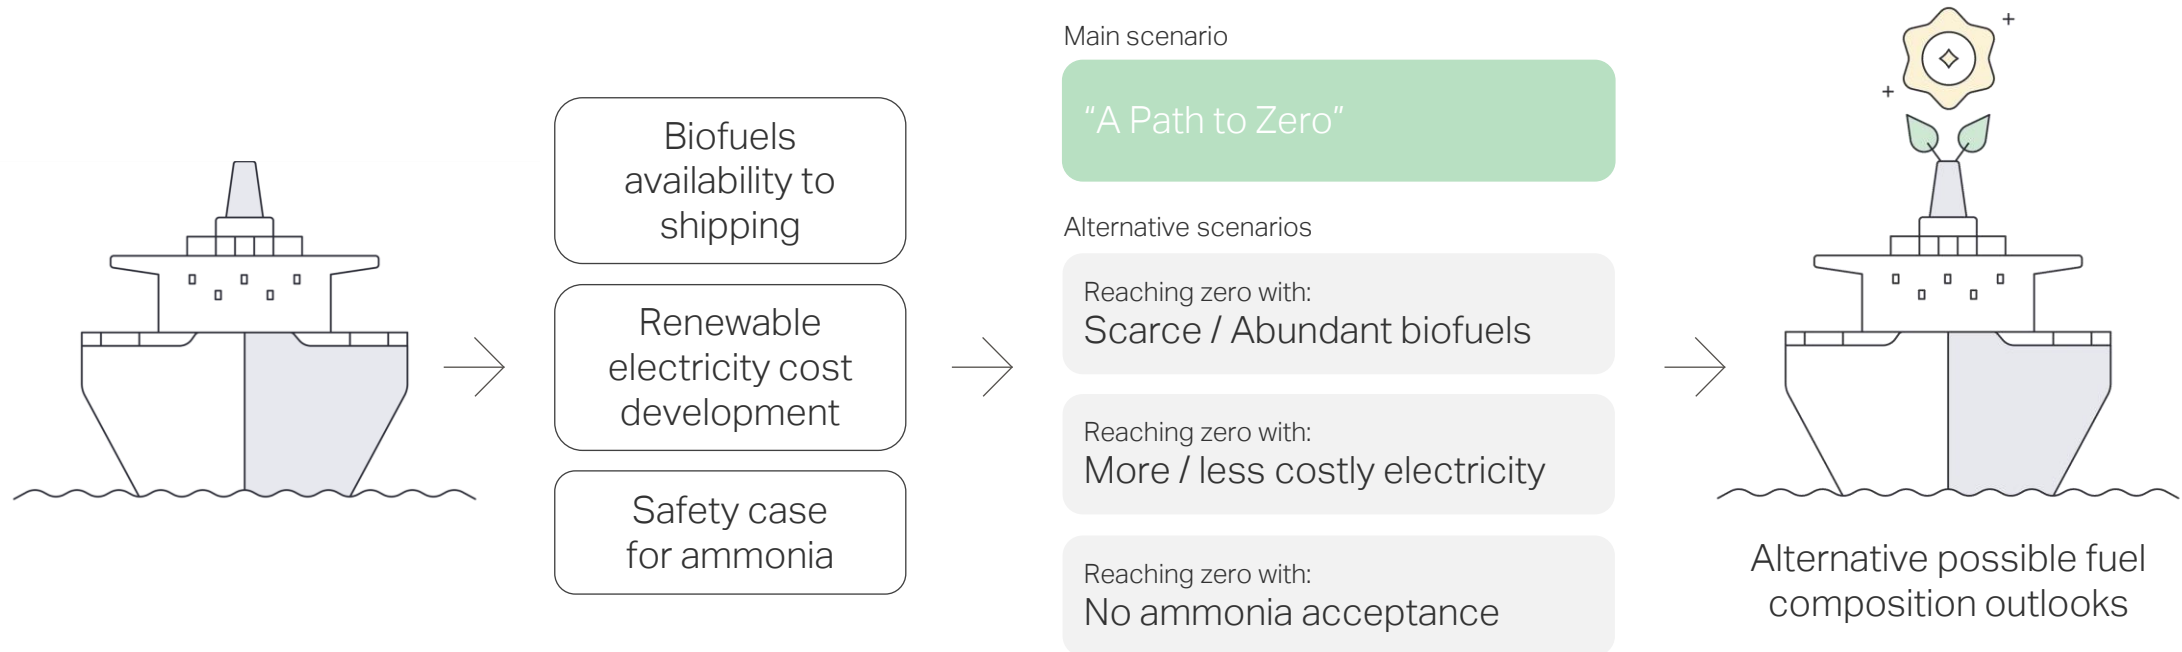 Biofuels
availability to
shipping
Renewable
electricity cost
development
Safety case
for ammonia
Main scenario
“A Path to Zero”
Alternative scenarios
Reaching zero with:
Scarce / Abundant biofuels
Reaching zero with:
More / less costly electricity
Reaching zero with:
No ammonia acceptance
Alternative possible fuel
composition outlooks